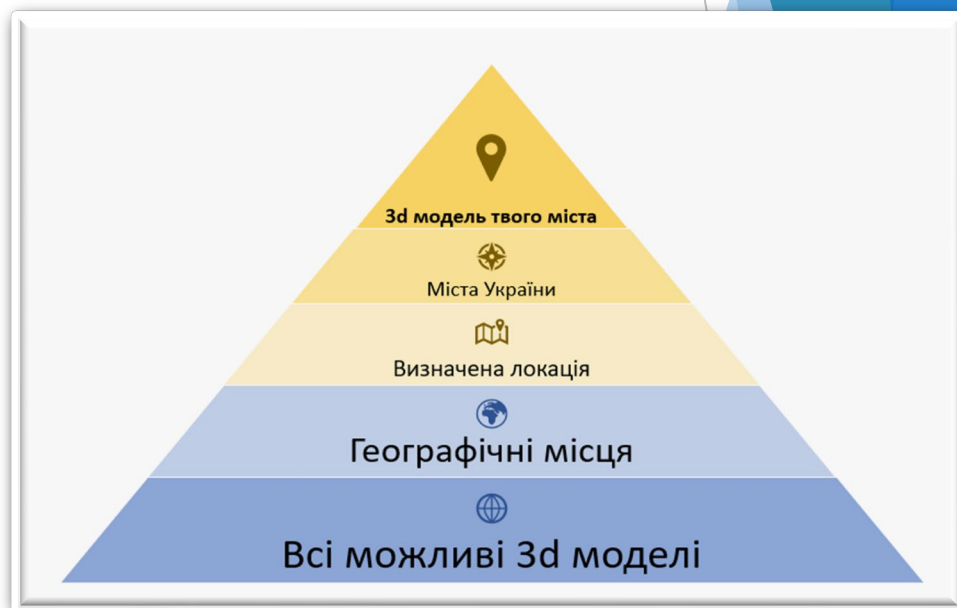 3d модель твого міста
Міста України
Визначена локація
Географічні місця
Всі можливі 3d моделі